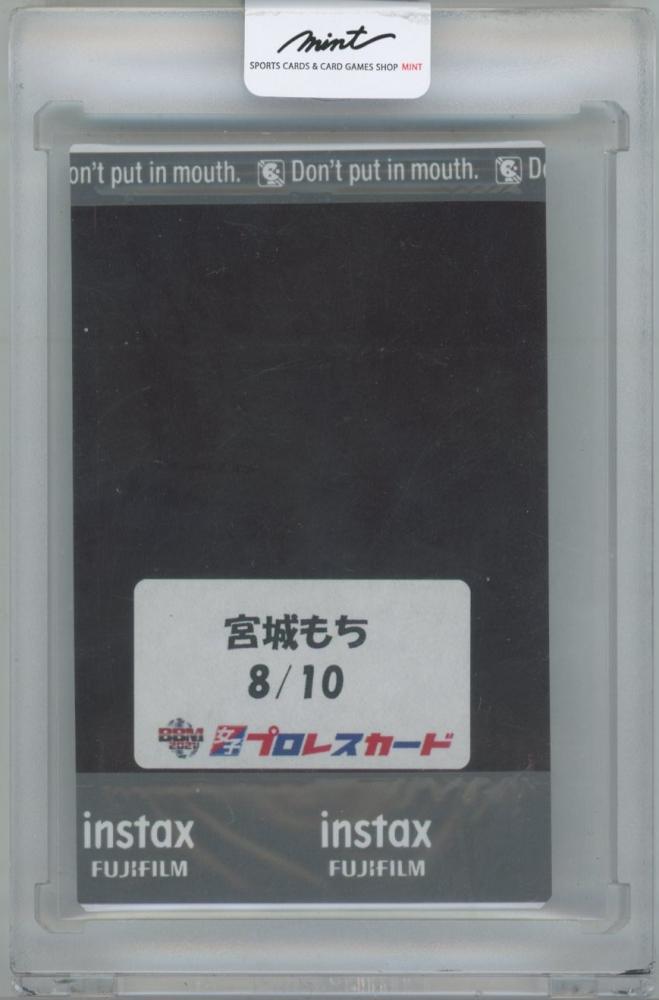 mint
SPORTS CARDS & CARD GAMES SHOP MINT
on't put in mouth. Don't put in mouth. Do
宮城もち
8/10
BBM 2021 女子プロレスカード
instax instax
FUJIFILM FUJIFILM